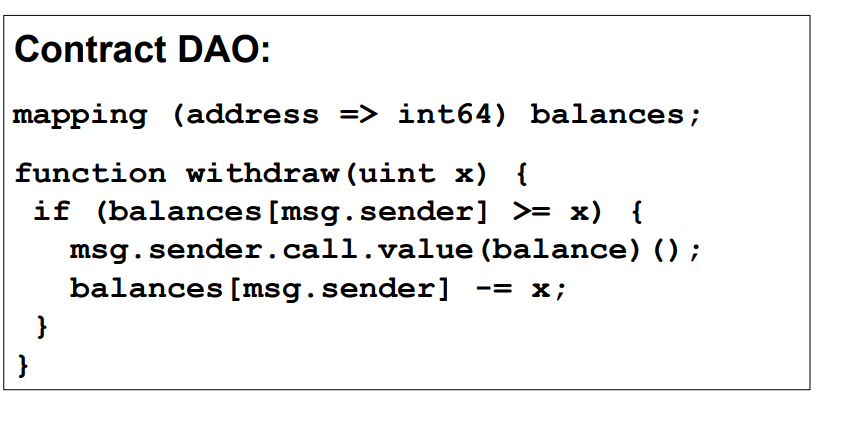 Contract DAO:
mapping (address => int64) balances;
function withdraw(uint x) {
if (balances[msg.sender] >= x) {
msg.sender.call.value(balance)();
balances[msg.sender] -= x;
}
}